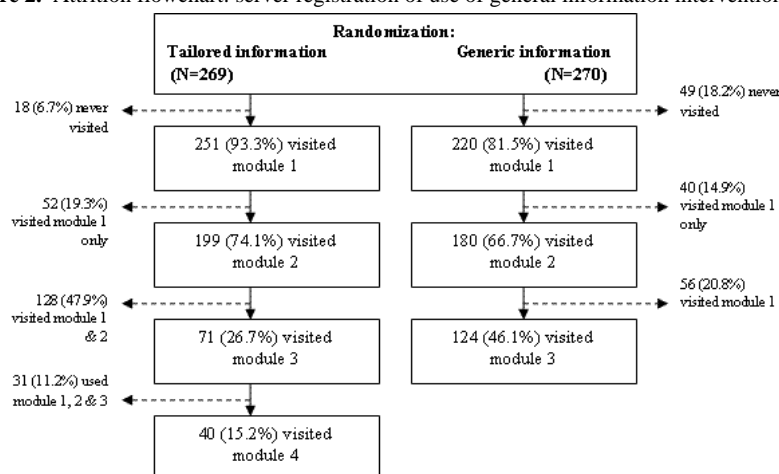 Attrition flowchart: server registration of use of general information intervention
Randomization:
Tailored information
Generic information
(N=269)
(N=270)
18 (6.7%) never
visited
49 (18.2%) never
visited
251 (93.3%) visited
module 1
220 (81.5%) visited
module 1
52 (19.3%)
visited module 1
only
40 (14.9%)
visited module 1
only
199 (74.1%) visited
module 2
180 (66.7%) visited
module 2
128 (47.9%)
visited module 1
& 2
56 (20.8%)
visited module 1
71 (26.7%) visited
module 3
124 (46.1%) visited
module 3
31 (11.2%) used
module 1, 2 & 3
40 (15.2%) visited
module 4